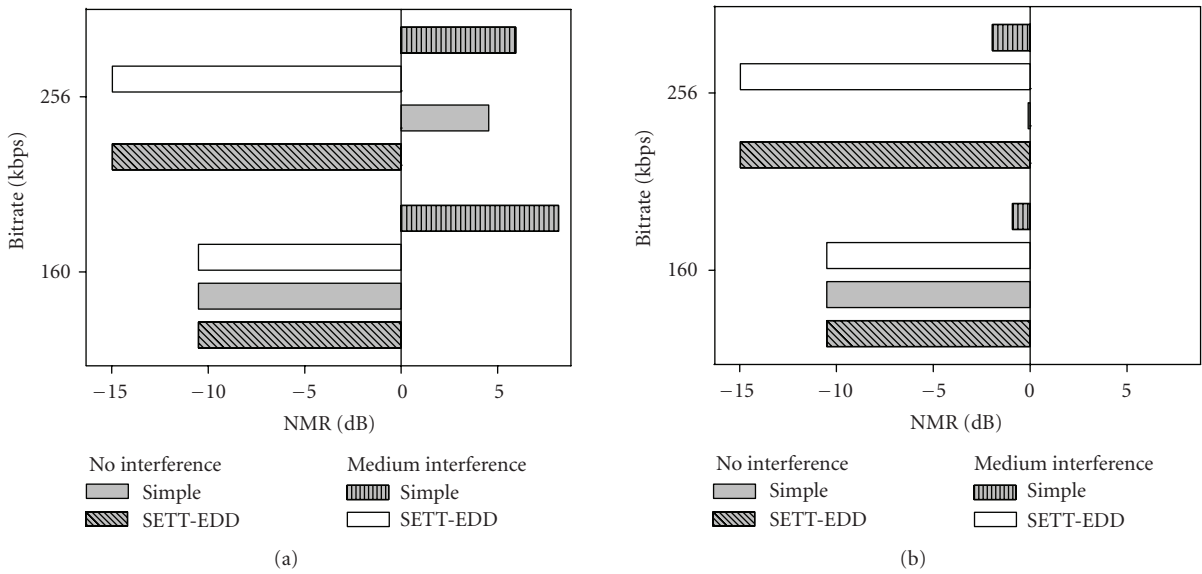 256
160
Bitrate (kbps)
−15 −10 −5 0 5
NMR (dB)
No interference Medium interference
Simple Simple
SETT-EDD SETT-EDD
(a)
256
160
Bitrate (kbps)
−15 −10 −5 0 5
NMR (dB)
No interference Medium interference
Simple Simple
SETT-EDD SETT-EDD
(b)